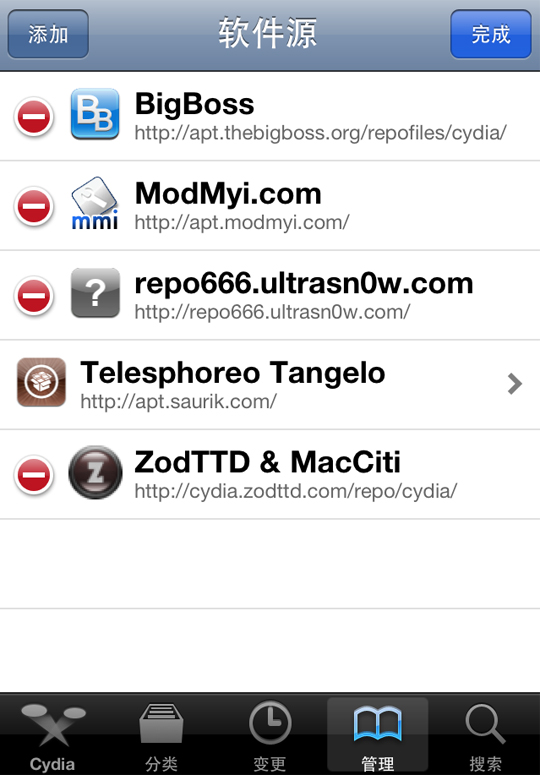 添加
软件源
完成
BB
BigBoss
http://apt.thebigboss.org/repofiles/cydia/
mmi
ModMyi.com
http://apt.modmyi.com/
?
repo666.ultrasn0w.com
http://repo666.ultrasn0w.com/
Telesphoreo Tangelo
http://apt.saurik.com/
Z
ZodTTD & MacCiti
http://cydia.zodttd.com/repo/cydia/
Cydia
分类
变更
管理
搜索